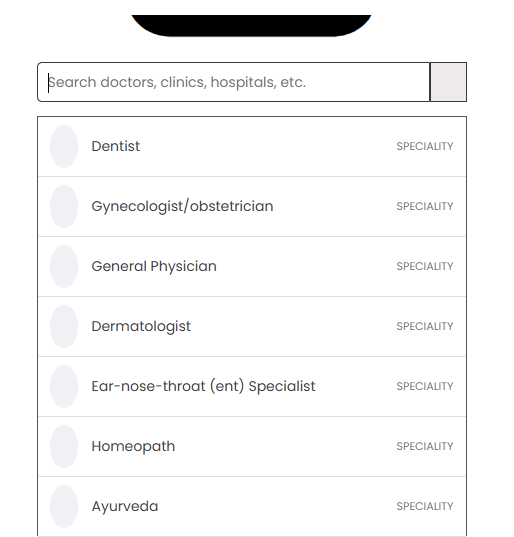 Search doctors, clinics, hospitals, etc.
Dentist SPECIALITY
Gynecologist/obstetrician SPECIALITY
General Physician SPECIALITY
Dermatologist SPECIALITY
Ear-nose-throat (ent) Specialist SPECIALITY
Homeopath SPECIALITY
Ayurveda SPECIALITY